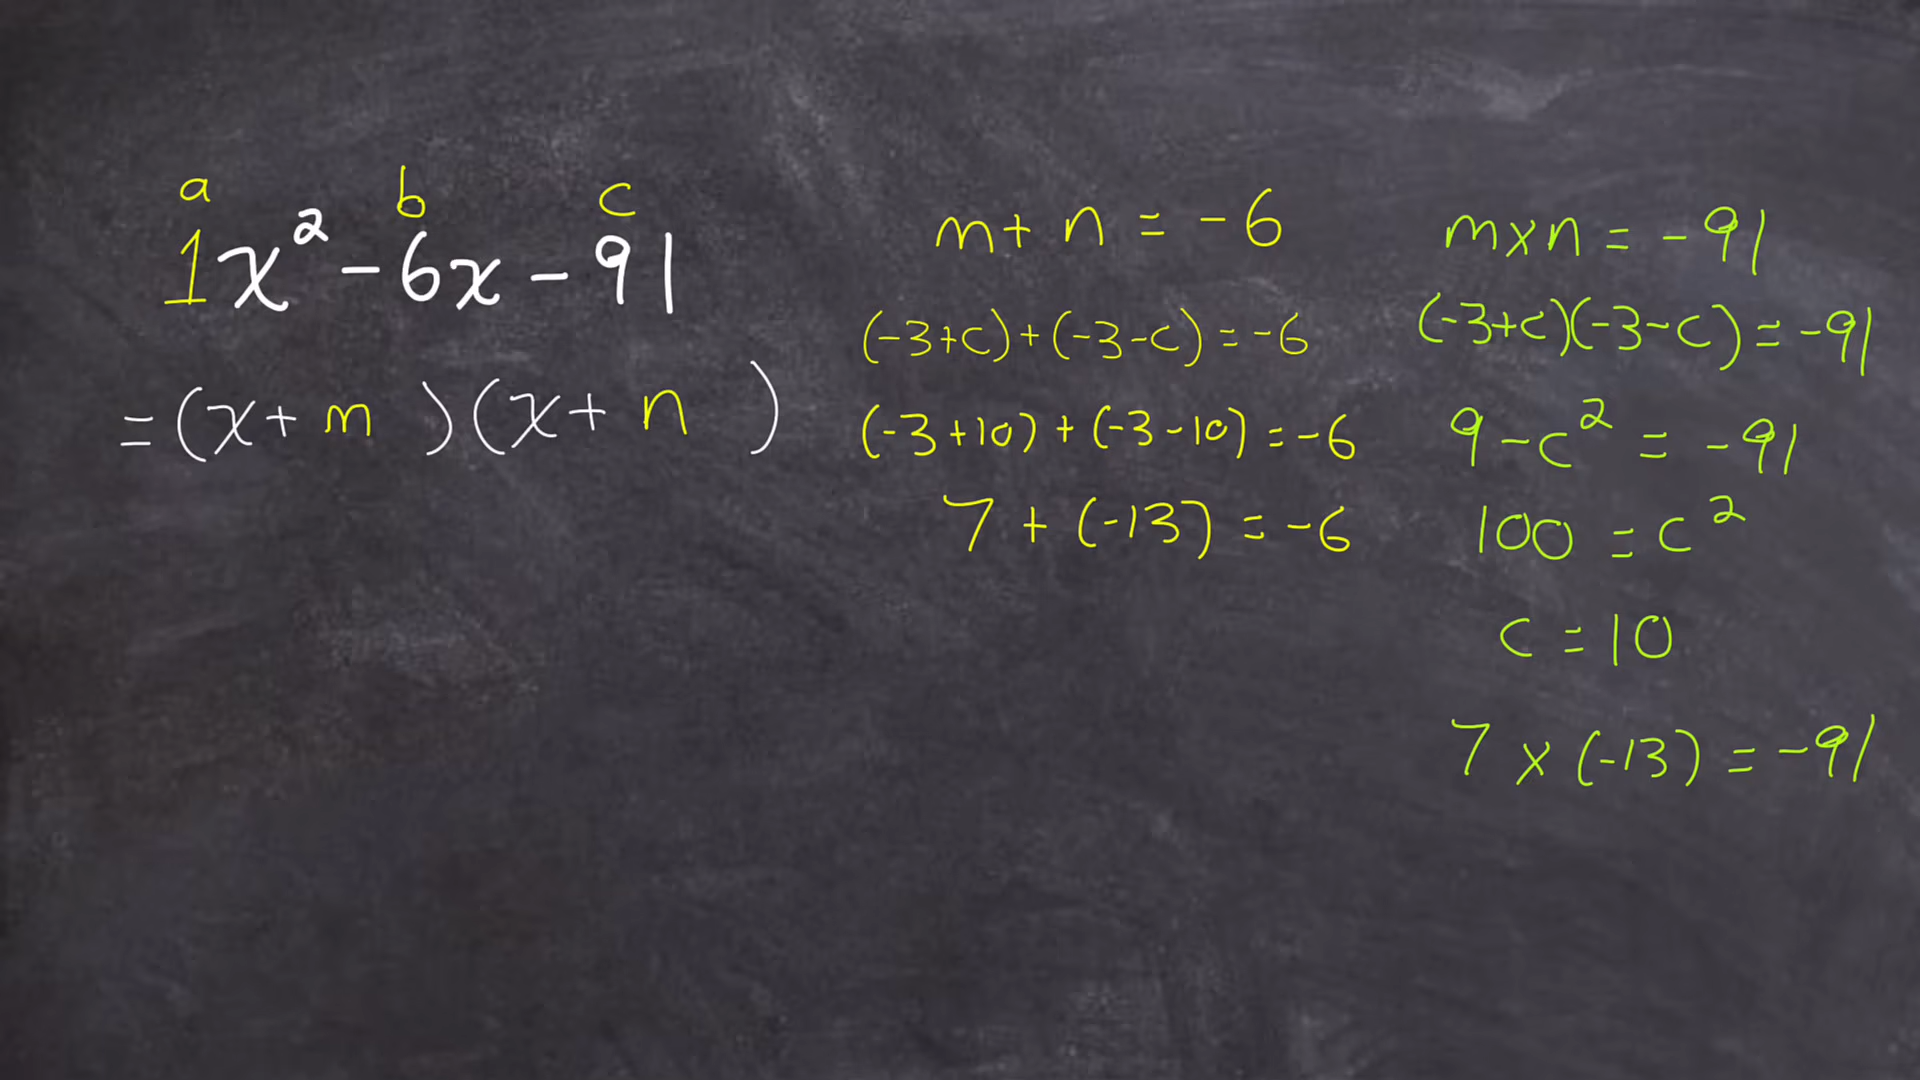 a b c
1x² - 6x - 91
= (x + m )(x + n )
m + n = -6
(-3+c)+(-3-c) = -6
(-3+10) + (-3-10) = -6
7 + (-13) = -6
m x n = -91
(-3+c)(-3-c) = -91
9 - c² = -91
100 = c²
c = 10
7 x (-13) = -91